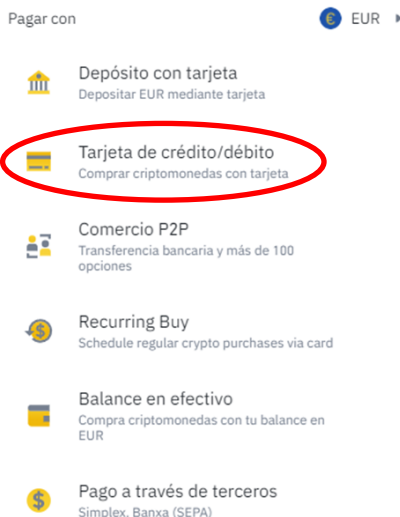 Pagar con
EUR
Depósito con tarjeta
Depositar EUR mediante tarjeta
Tarjeta de crédito/débito
Comprar criptomonedas con tarjeta
Comercio P2P
Transferencia bancaria y más de 100
opciones
Recurring Buy
Schedule regular crypto purchases via card
Balance en efectivo
Compra criptomonedas con tu balance en
EUR
Pago a través de terceros
Simplex, Banxa (SEPA)